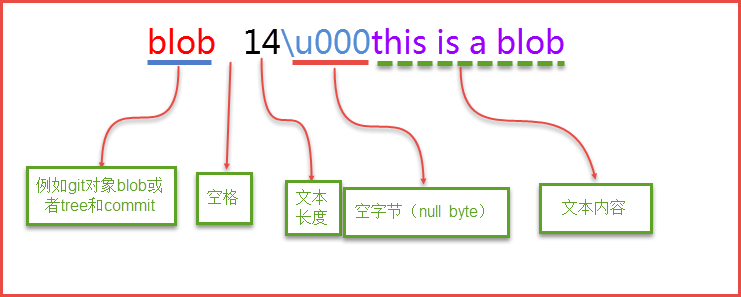 blob 14\u000this is a blob
例如git对象blob或
者tree和commit
空格
文本
长度
空字节（null byte）
文本内容